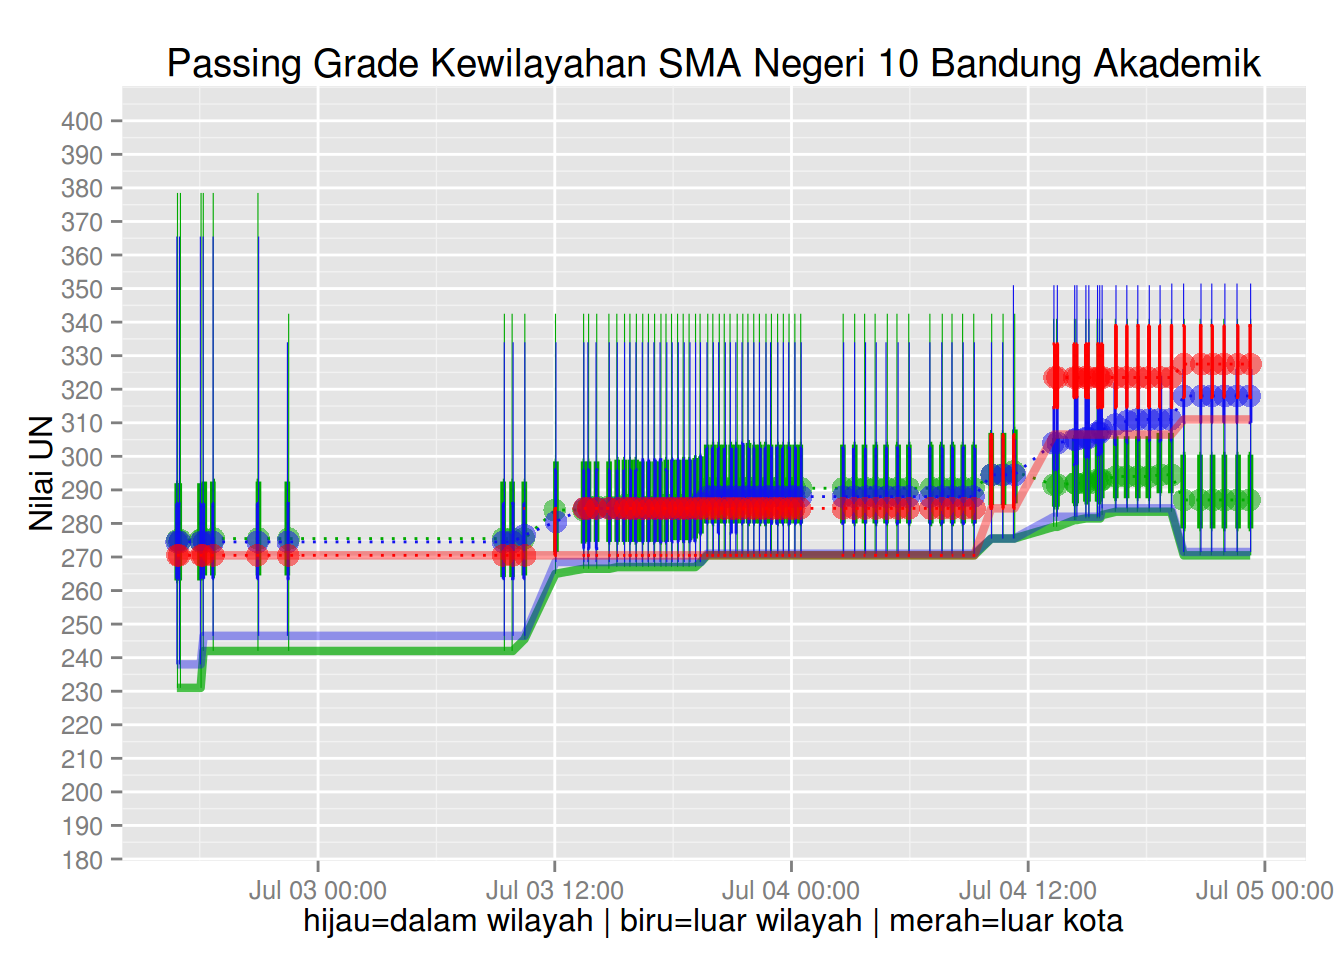 Passing Grade Kewilayahan SMA Negeri 10 Bandung Akademik
Nilai UN
400
390
380
370
360
350
340
330
320
310
300
290
280
270
260
250
240
230
220
210
200
190
180
Jul 03 00:00
Jul 03 12:00
Jul 04 00:00
Jul 04 12:00
Jul 05 00:00
hijau=dalam wilayah | biru=luar wilayah | merah=luar kota